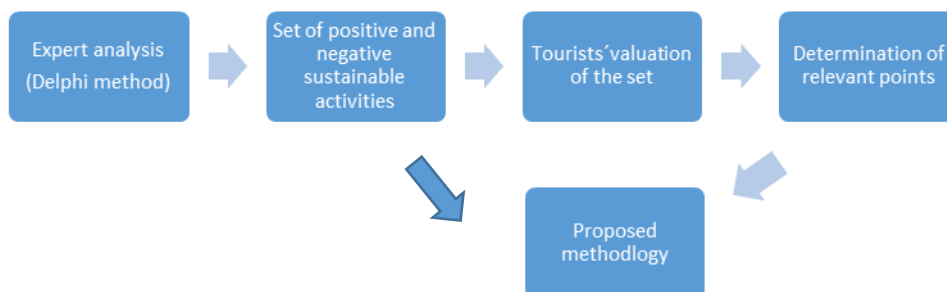 Expert analysis
(Delphi method)
Set of positive and
negative
sustainable
activities
Tourists´valuation
of the set
Determination of
relevant points
Proposed
methodlogy